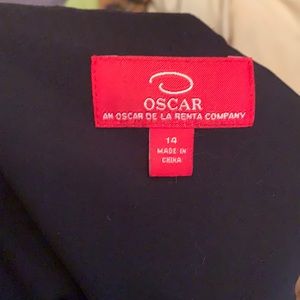 OSCAR
AN OSCAR DE LA RENTA COMPANY
14
MADE IN
CHINA